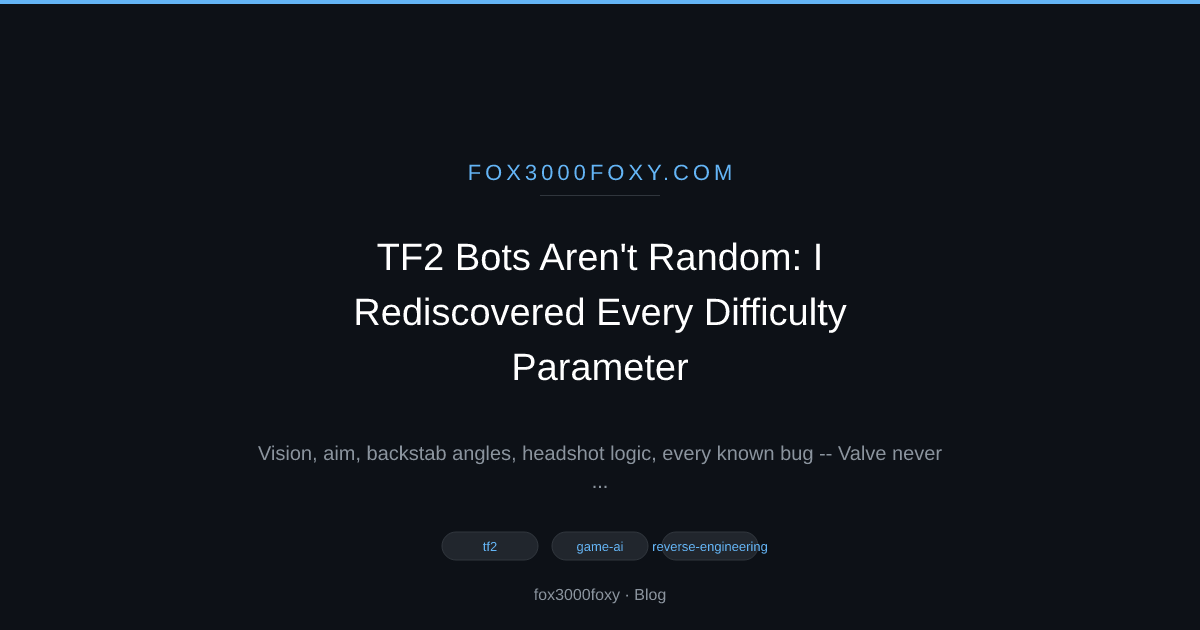 FOX3000FOXY.COM
TF2 Bots Aren't Random: I
Rediscovered Every Difficulty
Parameter
Vision, aim, backstab angles, headshot logic, every known bug -- Valve never
...
tf2
game-ai
reverse-engineering
fox3000foxy · Blog